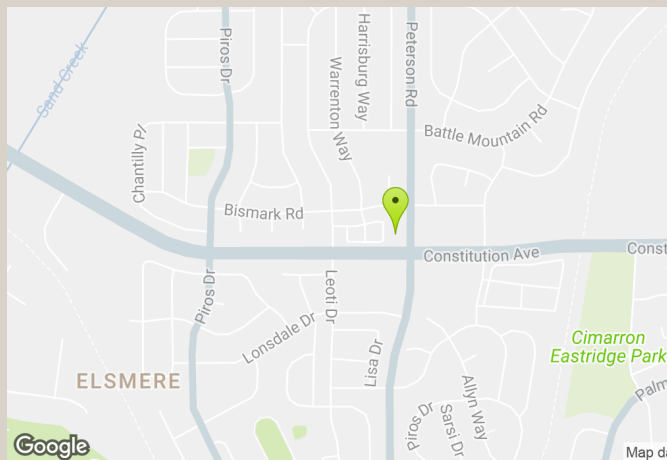 Sand Creek
Piros Dr
Harrisburg Way
Peterson Rd
Warrenton Way
Battle Mountain Rd
Chantilly Pl
Bismark Rd
Constitution Ave
Const
Piros Dr
Leoti Dr
Lonsdale Dr
Lisa Dr
Cimarron
Eastridge Park
ELSMERE
Allyn Way
Palm
Piros Dr
Sarsi Dr
Google
Map da